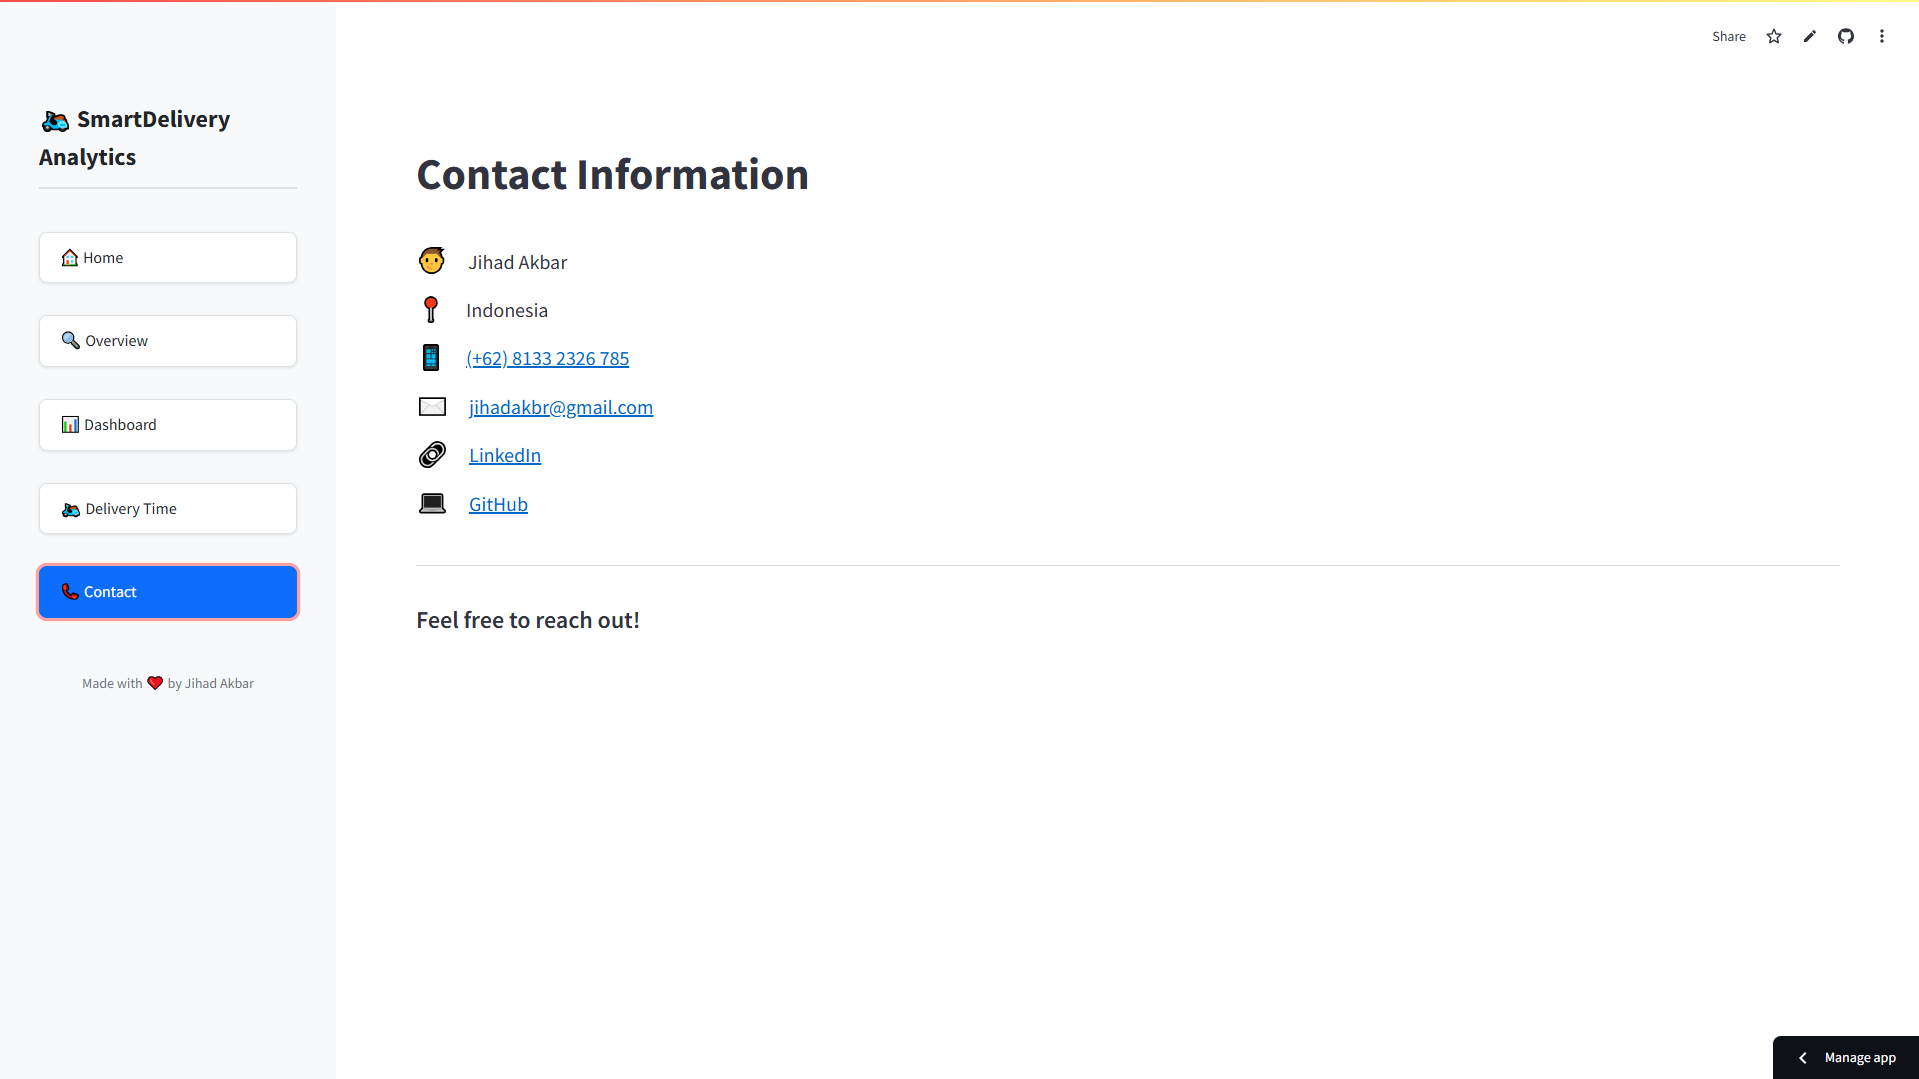 Share
SmartDelivery
Analytics
Home
Overview
Dashboard
Delivery Time
Contact
Made with ❤️ by Jihad Akbar
Contact Information
Jihad Akbar
Indonesia
(+62) 8133 2326 785
jihadakbr@gmail.com
LinkedIn
GitHub
Feel free to reach out!
Manage app